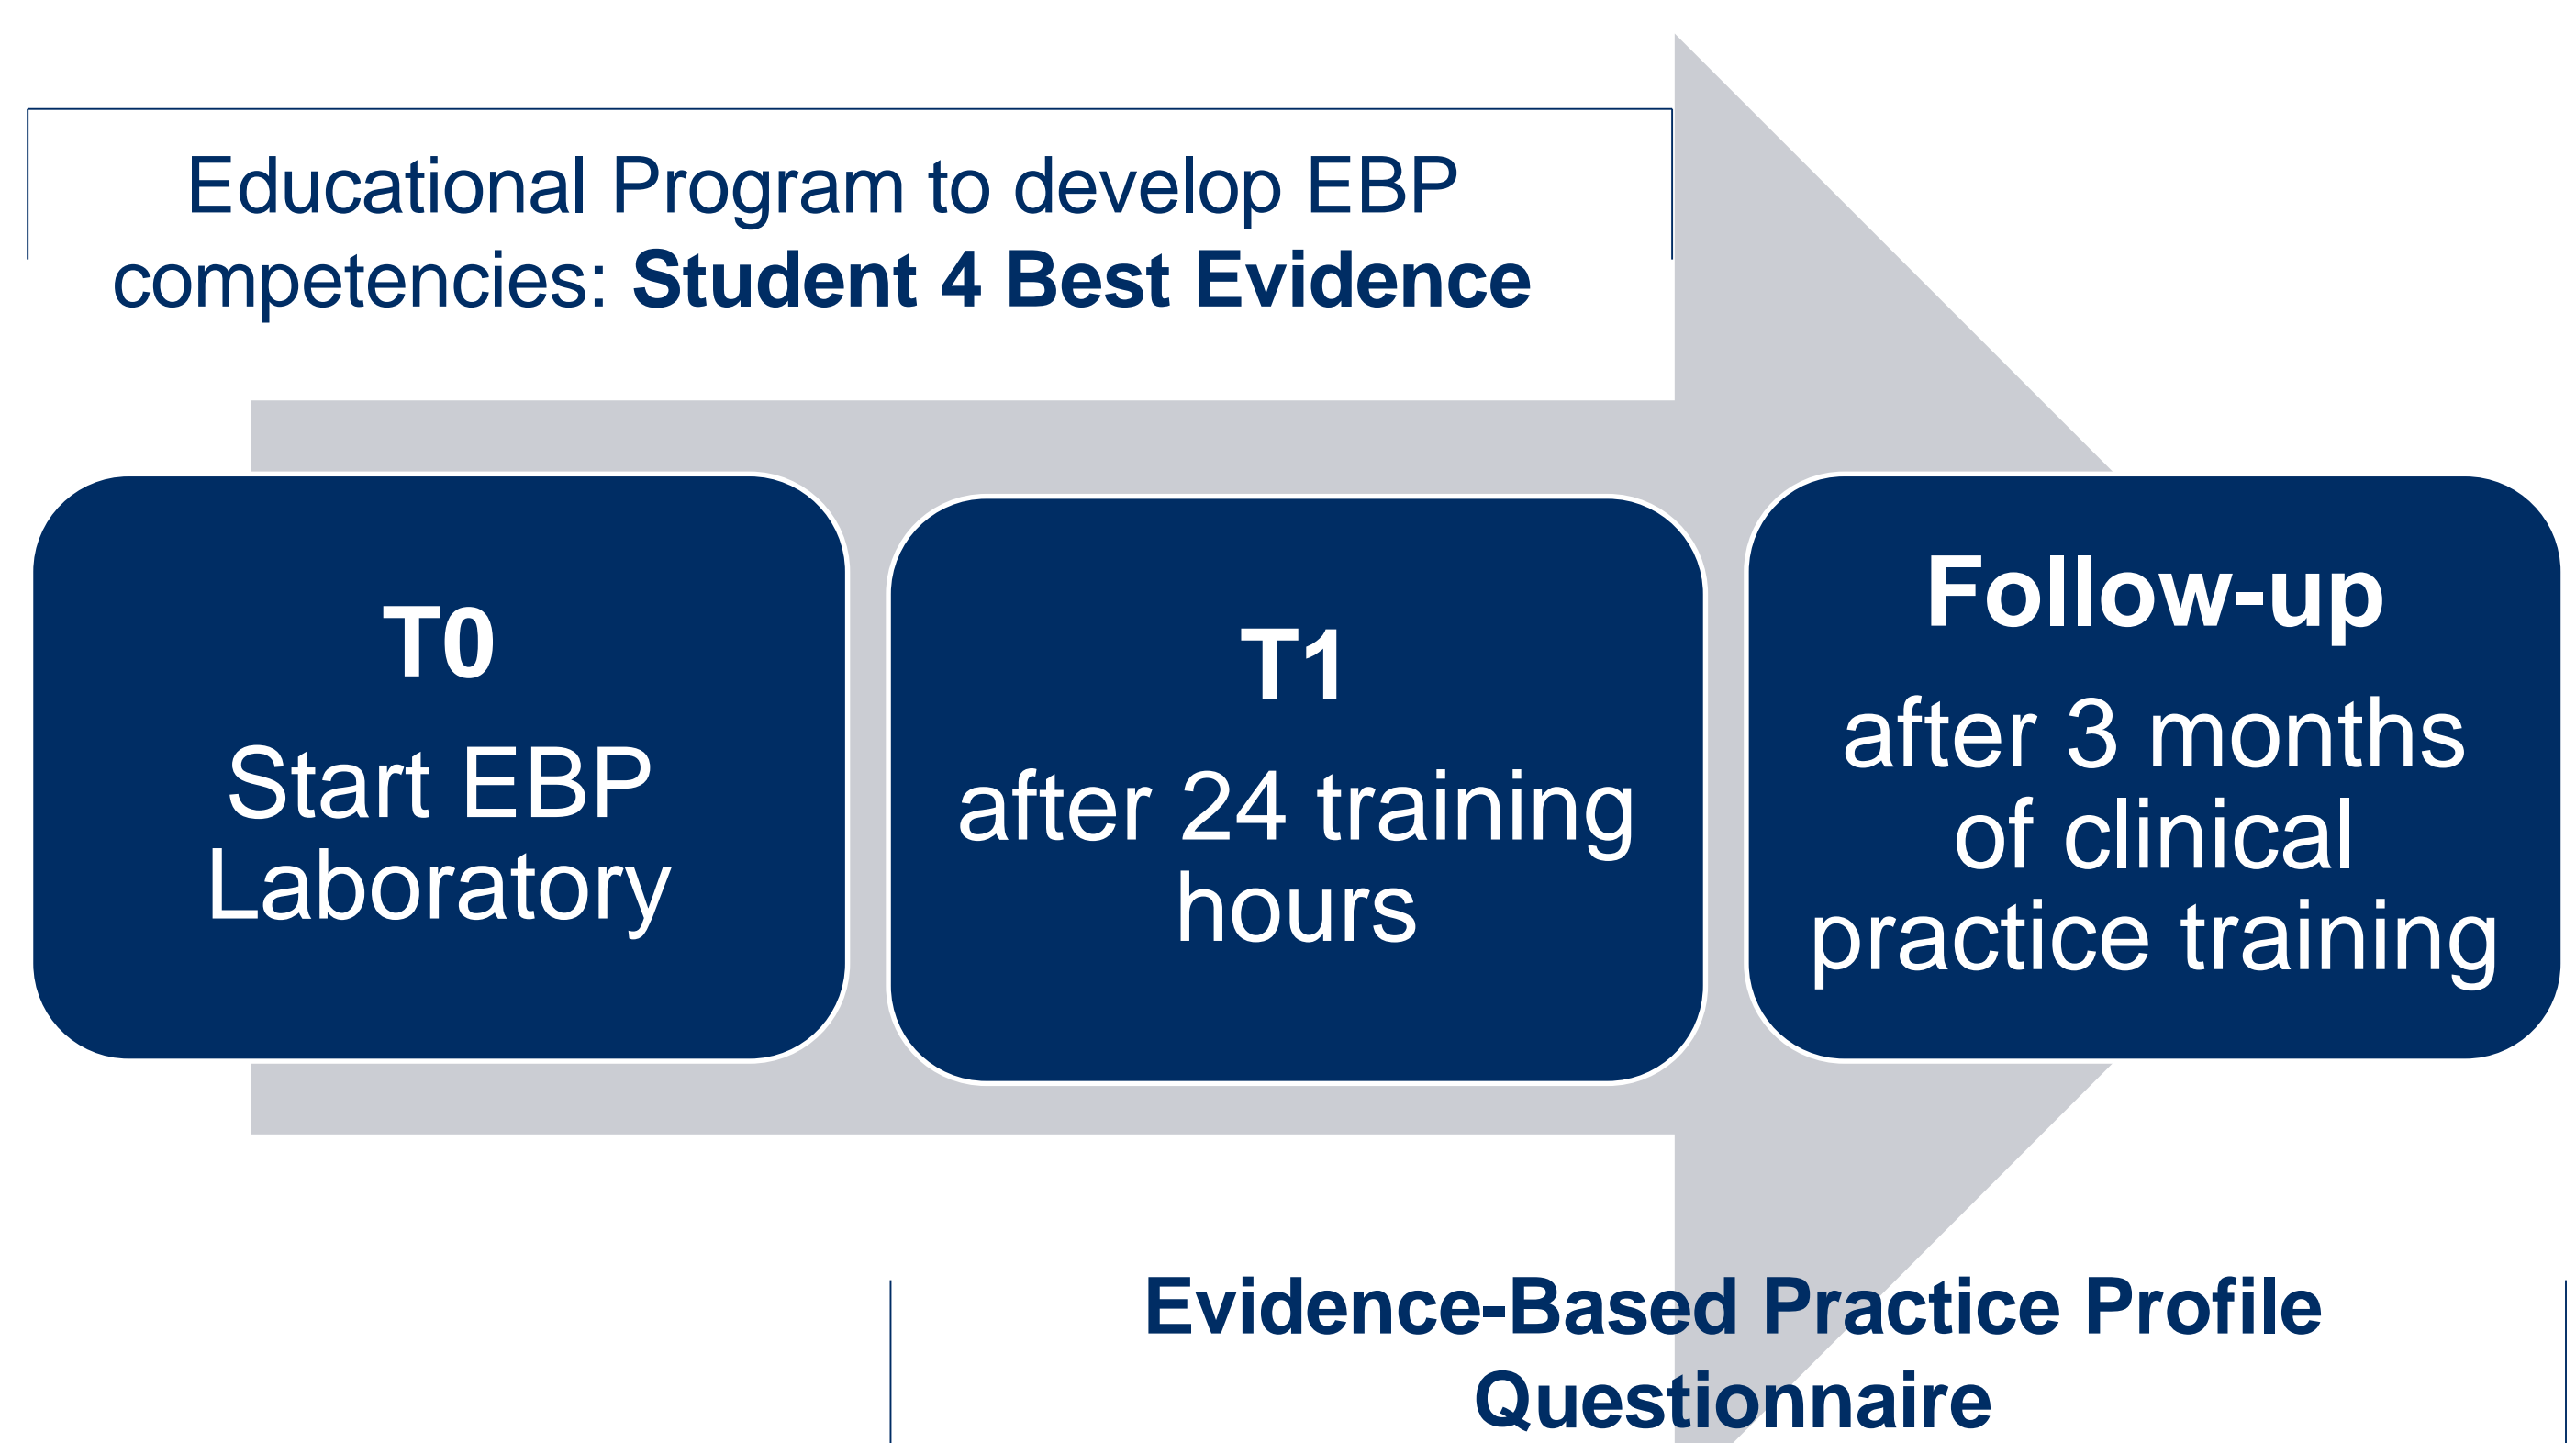 Educational Program to develop EBP
competencies: Student 4 Best Evidence
T0
Start EBP
Laboratory
T1
after 24 training
hours
Follow-up
after 3 months
of clinical
practice training
Evidence-Based Practice Profile
Questionnaire